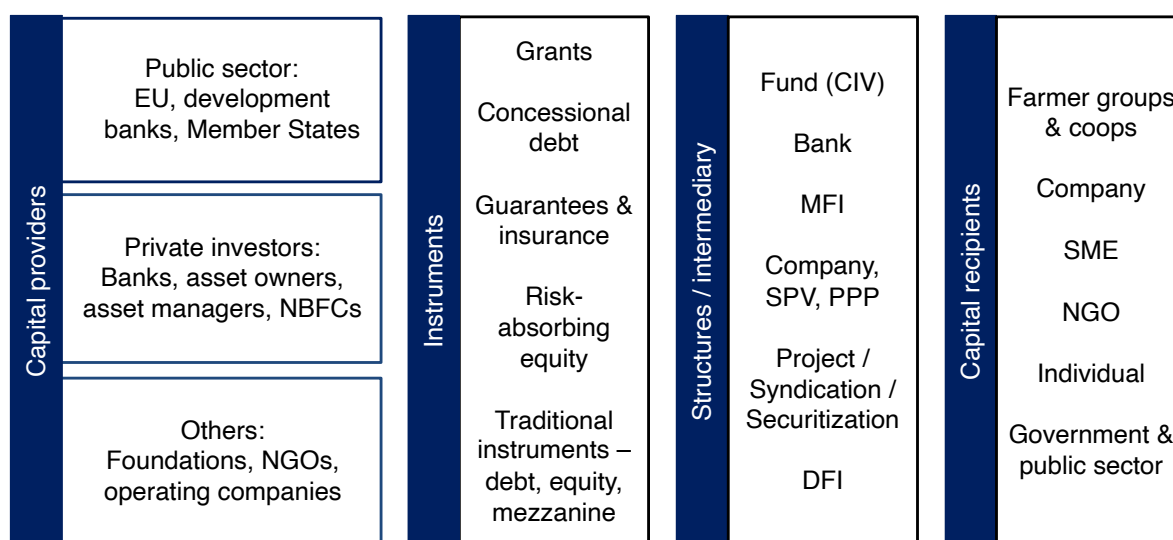 Capital providers
Public sector:
EU, development
banks, Member States
Private investors:
Banks, asset owners,
asset managers, NBFCs
Others:
Foundations, NGOs,
operating companies
Instruments
Grants
Concessional
debt
Guarantees &
insurance
Risk-
absorbing
equity
Traditional
instruments –
debt, equity,
mezzanine
Structures / intermediary
Fund (CIV)
Bank
MFI
Company,
SPV, PPP
Project /
Syndication /
Securitization
DFI
Capital recipients
Farmer groups
& coops
Company
SME
NGO
Individual
Government &
public sector